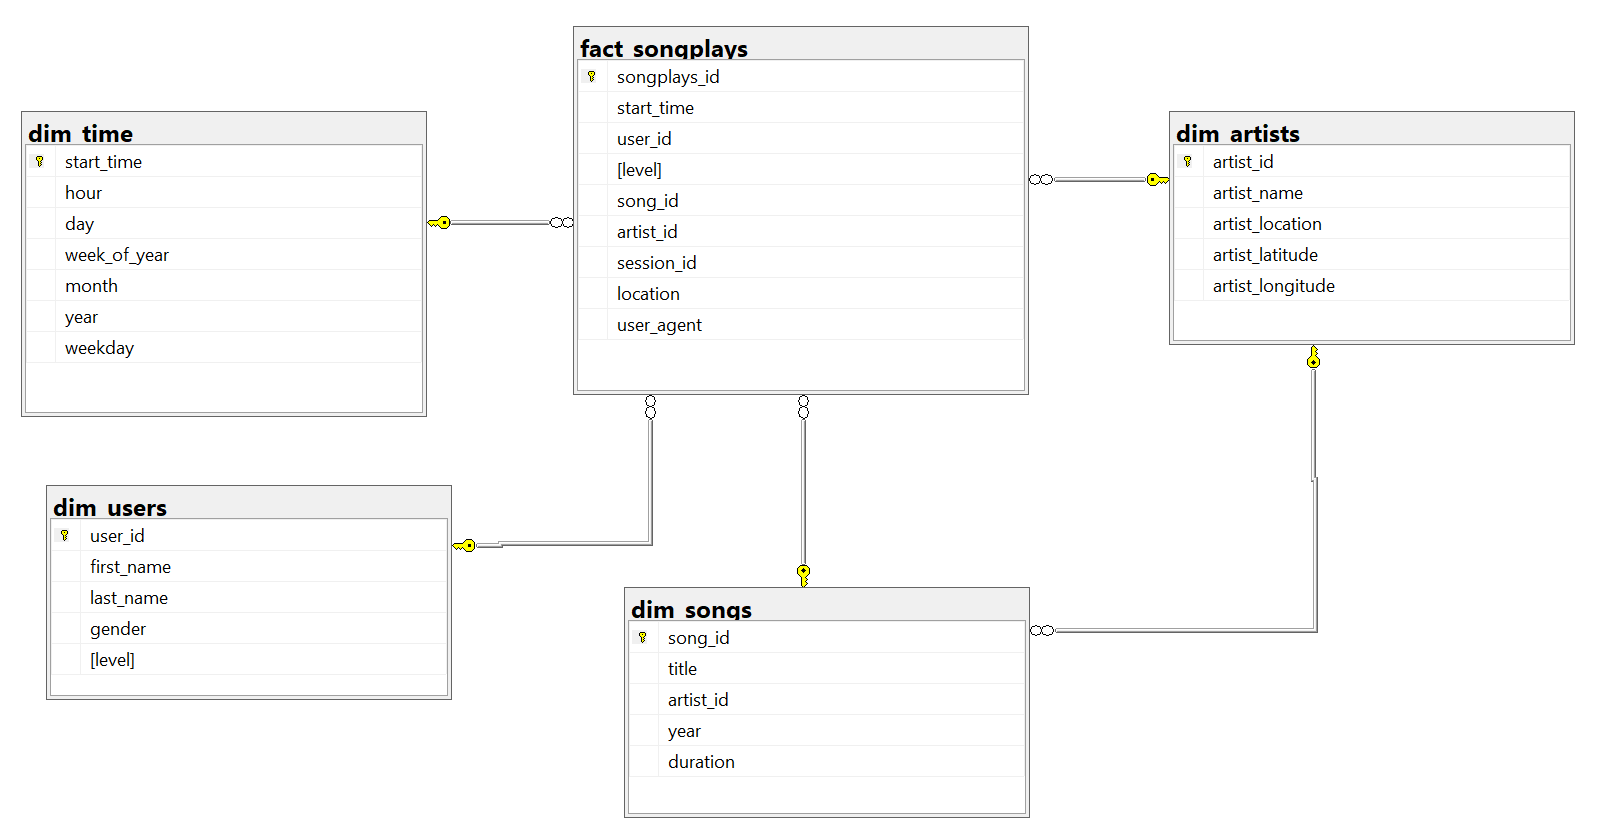 fact_songplays
songplays_id
start_time
user_id
[level]
song_id
artist_id
session_id
location
user_agent
dim_time
start_time
hour
day
week_of_year
month
year
weekday
dim_artists
artist_id
artist_name
artist_location
artist_latitude
artist_longitude
dim_users
user_id
first_name
last_name
gender
[level]
dim_songs
song_id
title
artist_id
year
duration